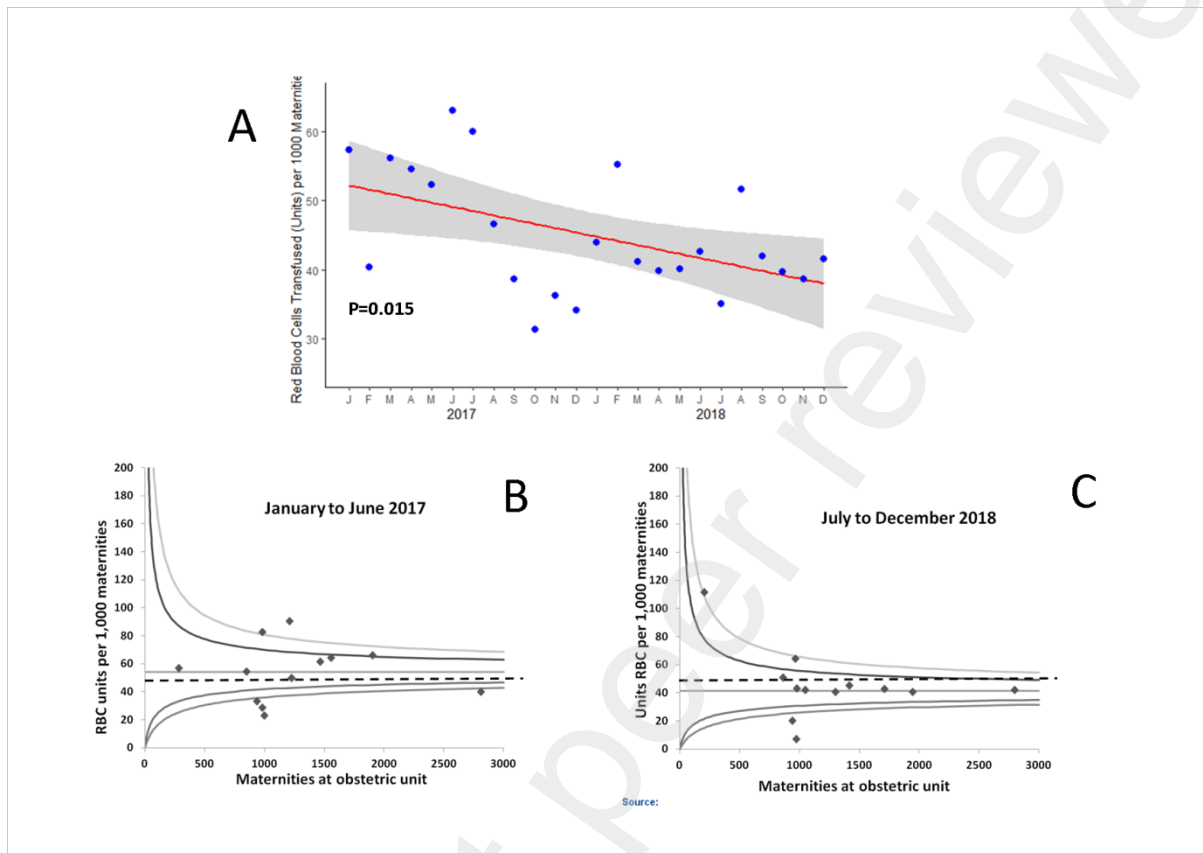 A
Red Blood Cells Transfused (Units) per 1000 Maternitie
60
50
40
30
P=0.015
J F M A M J J A S O N D J F M A M J J A S O N D
2017 2018
B
January to June 2017
RBC units per 1,000 maternities
200
180
160
140
120
100
80
60
40
20
0
0 500 1000 1500 2000 2500 3000
Maternities at obstetric unit
C
July to December 2018
Units RBC per 1,000 maternities
200
180
160
140
120
100
80
60
40
20
0
0 500 1000 1500 2000 2500 3000
Maternities at obstetric unit
Source:
t peer reviewe